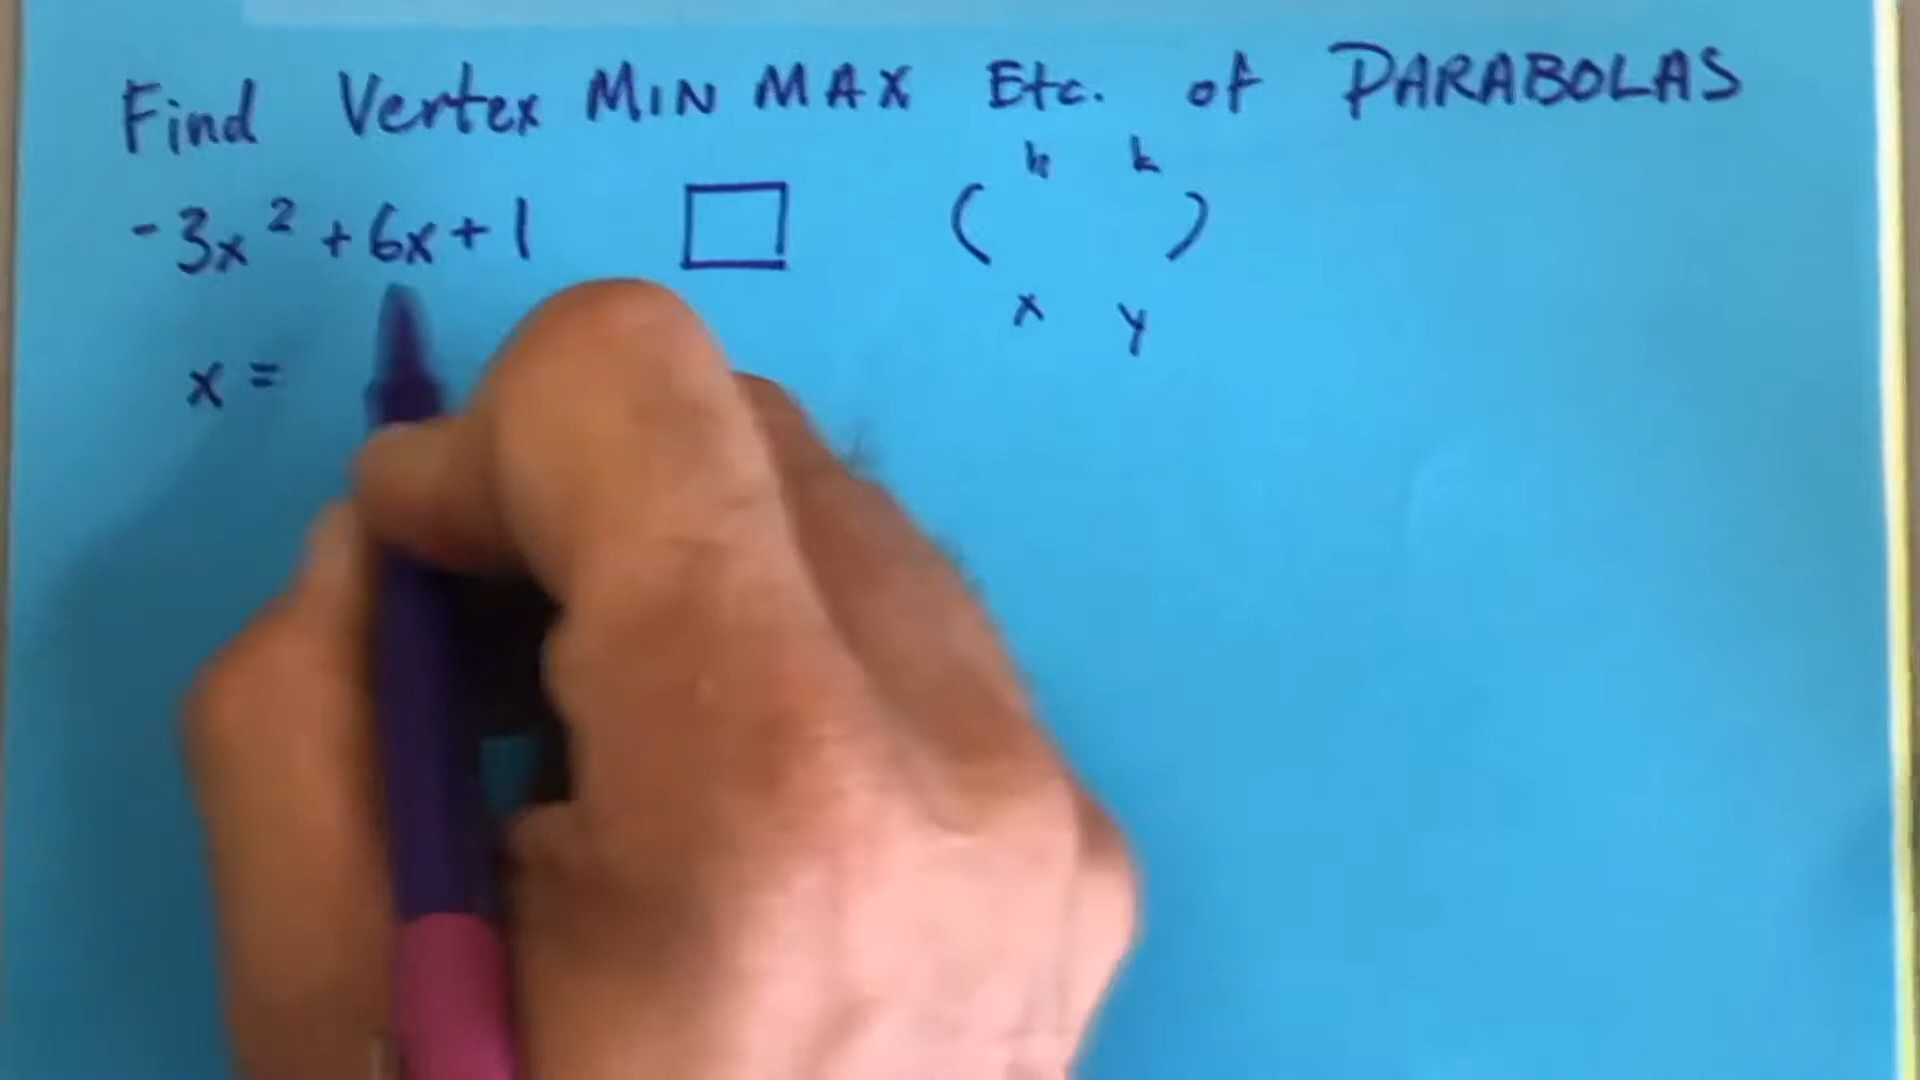 Find Vertex MIN MAX Etc. of PARABOLAS
h k
-3x² + 6x + 1 ( )
x y
x =